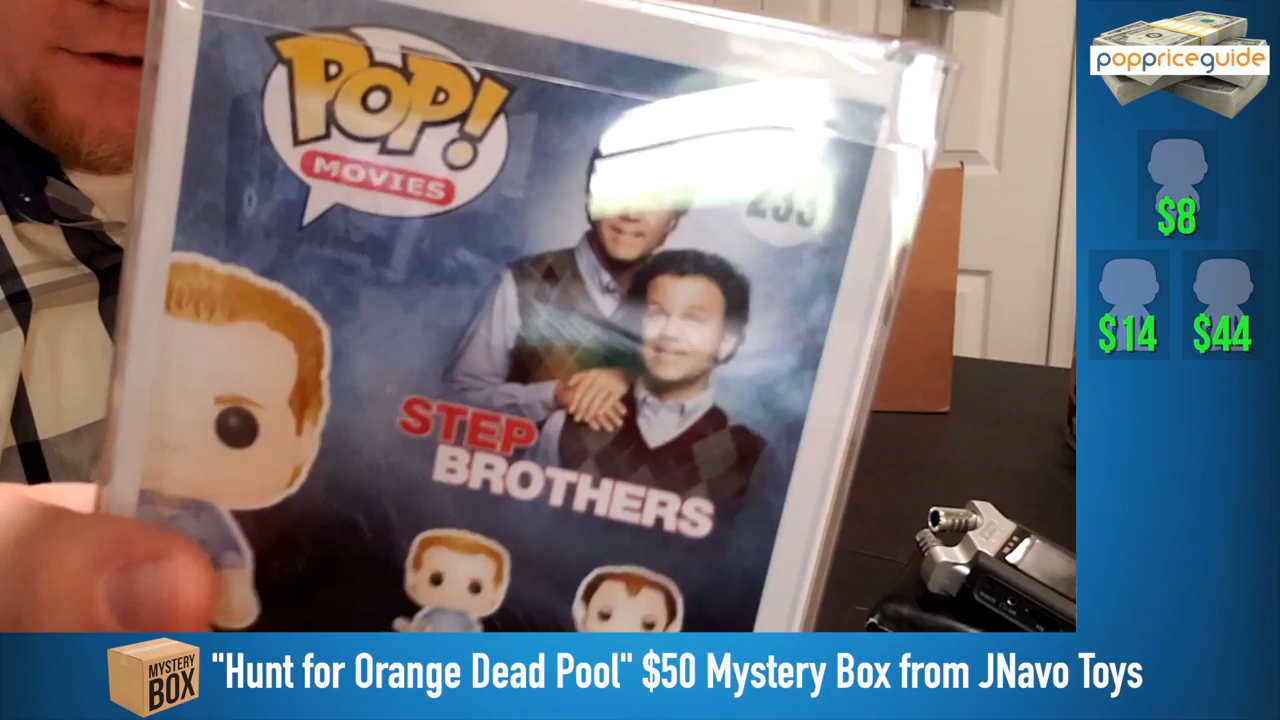 POP!
MOVIES
233
STEP
BROTHERS
poppriceguide
$8
$14 $44
MYSTERY
BOX
"Hunt for Orange Dead Pool" $50 Mystery Box from JNavo Toys